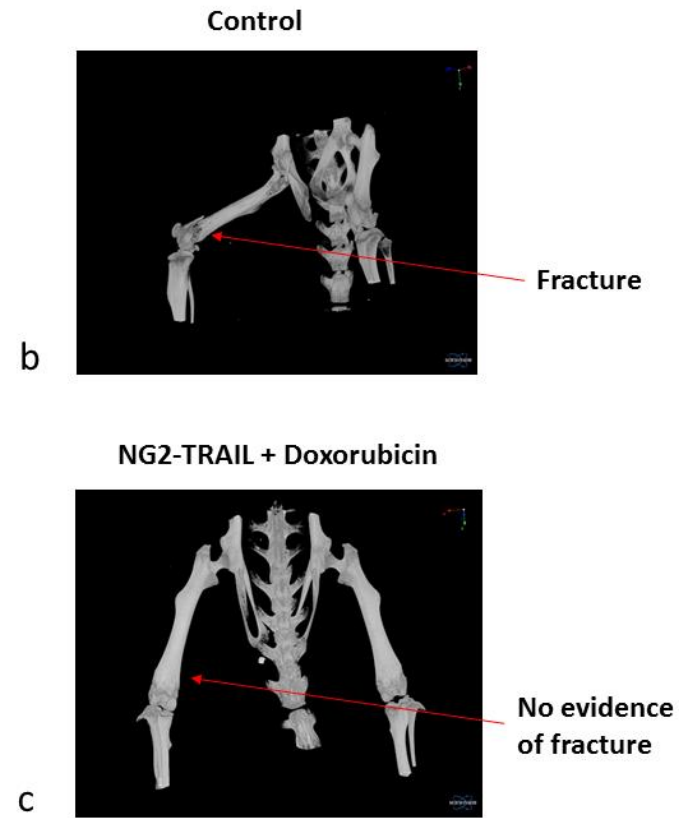 Control
Fracture
b
NG2-TRAIL + Doxorubicin
No evidence
of fracture
c